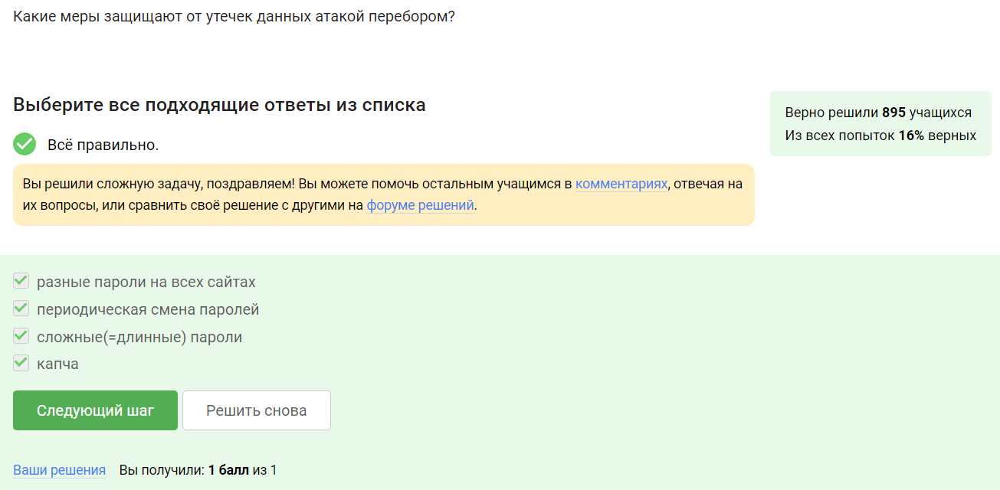 Какие меры защищают от утечек данных атакой перебором?
Выберите все подходящие ответы из списка
Верно решили 895 учащихся
Из всех попыток 16% верных
Всё правильно.
Вы решили сложную задачу, поздравляем! Вы можете помочь остальным учащимся в комментариях, отвечая на
их вопросы, или сравнить своё решение с другими на форуме решений.
разные пароли на всех сайтах
периодическая смена паролей
сложные(=длинные) пароли
капча
Следующий шаг
Решить снова
Ваши решения Вы получили: 1 балл из 1